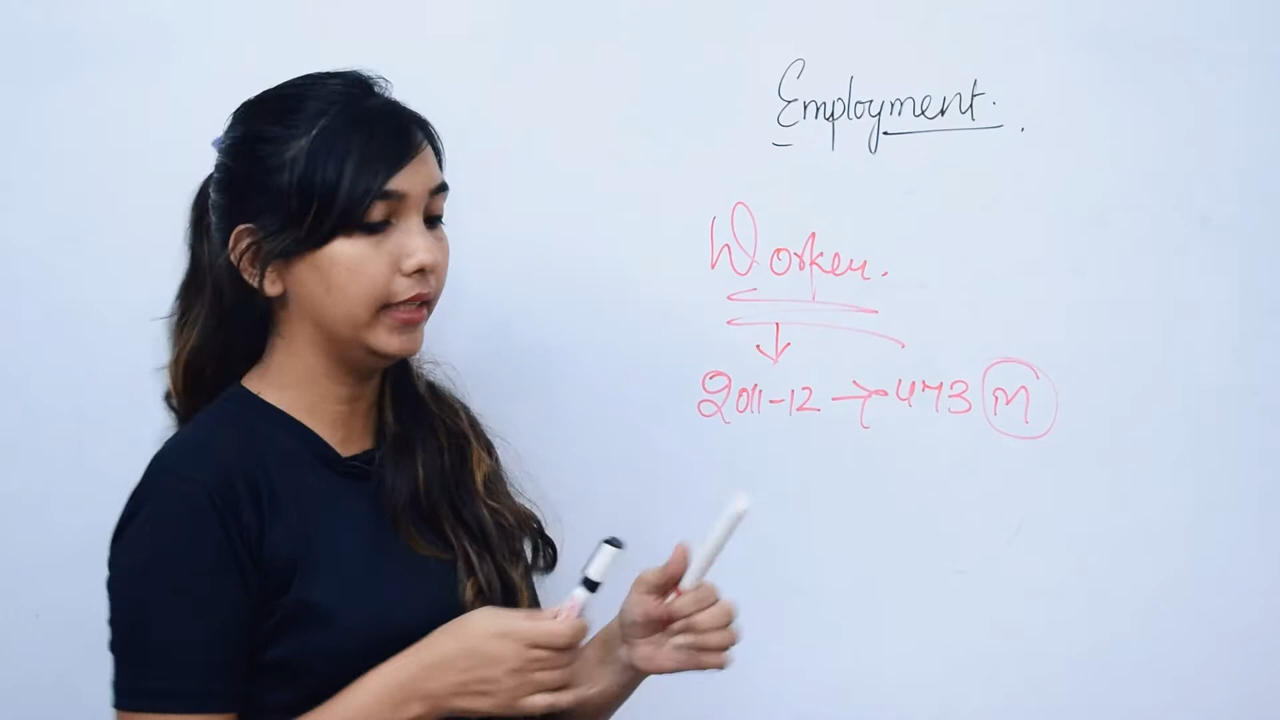 Employment.
Worker.
2011-12 → 473 M